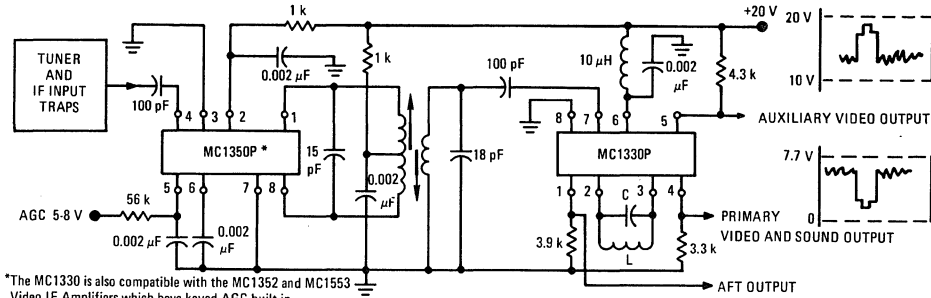 1 k
+20 V
20 V
10 V
TUNER
AND
IF INPUT
TRAPS
100 pF
0.002
μF
1 k
100 pF
10 μH
0.002
μF
4.3 k
AUXILIARY VIDEO OUTPUT
4 3 2 1
MC1350P *
5 6 7 8
15
pF
0.002
μF
18 pF
8 7 6 5
MC1330P
1 2 3 4
C
L
7.7 V
0
AGC 5-8 V
56 k
0.002 μF
0.002
μF
3.9 k
3.3 k
PRIMARY
VIDEO AND SOUND OUTPUT
AFT OUTPUT
*The MC1330 is also compatible with the MC1352 and MC1553
Video IF Amplifiers which have keyed AGC built in